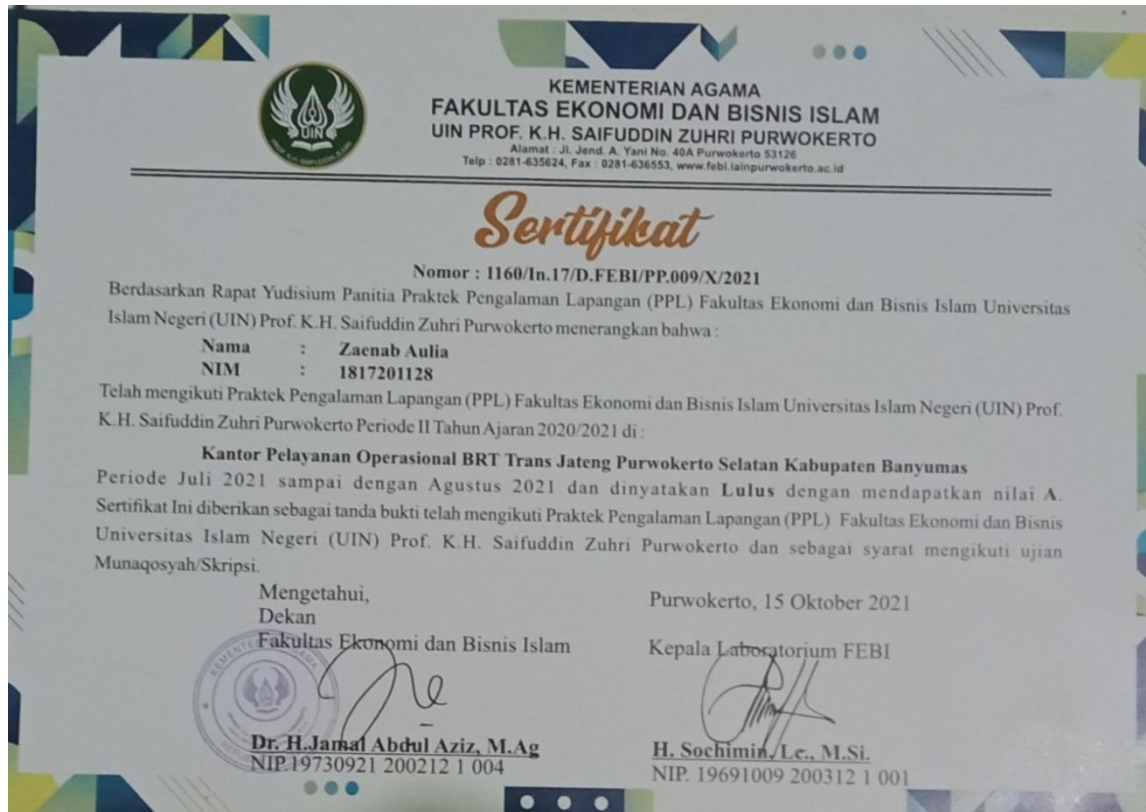 UIN
KEMENTERIAN AGAMA
FAKULTAS EKONOMI DAN BISNIS ISLAM
UIN PROF. K.H. SAIFUDDIN ZUHRI PURWOKERTO
Alamat : Jl. Jend. A. Yani No. 40A Purwokerto 53126
Telp : 0281-635624, Fax : 0281-636553, www.febi.iainpurwokerto.ac.id
Sertifikat
Nomor : 1160/In.17/D.FEBI/PP.009/X/2021
Berdasarkan Rapat Yudisium Panitia Praktek Pengalaman Lapangan (PPL) Fakultas Ekonomi dan Bisnis Islam Universitas
Islam Negeri (UIN) Prof. K.H. Saifuddin Zuhri Purwokerto menerangkan bahwa :
Nama : Zaenab Aulia
NIM : 1817201128
Telah mengikuti Praktek Pengalaman Lapangan (PPL) Fakultas Ekonomi dan Bisnis Islam Universitas Islam Negeri (UIN) Prof.
K.H. Saifuddin Zuhri Purwokerto Periode II Tahun Ajaran 2020/2021 di :
Kantor Pelayanan Operasional BRT Trans Jateng Purwokerto Selatan Kabupaten Banyumas
Periode Juli 2021 sampai dengan Agustus 2021 dan dinyatakan Lulus dengan mendapatkan nilai A.
Sertifikat Ini diberikan sebagai tanda bukti telah mengikuti Praktek Pengalaman Lapangan (PPL) Fakultas Ekonomi dan Bisnis
Universitas Islam Negeri (UIN) Prof. K.H. Saifuddin Zuhri Purwokerto dan sebagai syarat mengikuti ujian
Munaqosyah/Skripsi.
Mengetahui,
Dekan
Fakultas Ekonomi dan Bisnis Islam
KEMENTERIAN AGAMA
Dr. H.Jamal Abdul Aziz, M.Ag
NIP.19730921 200212 1 004
Purwokerto, 15 Oktober 2021
Kepala Laboratorium FEBI
H. Sochimin, Lc., M.Si.
NIP. 19691009 200312 1 001